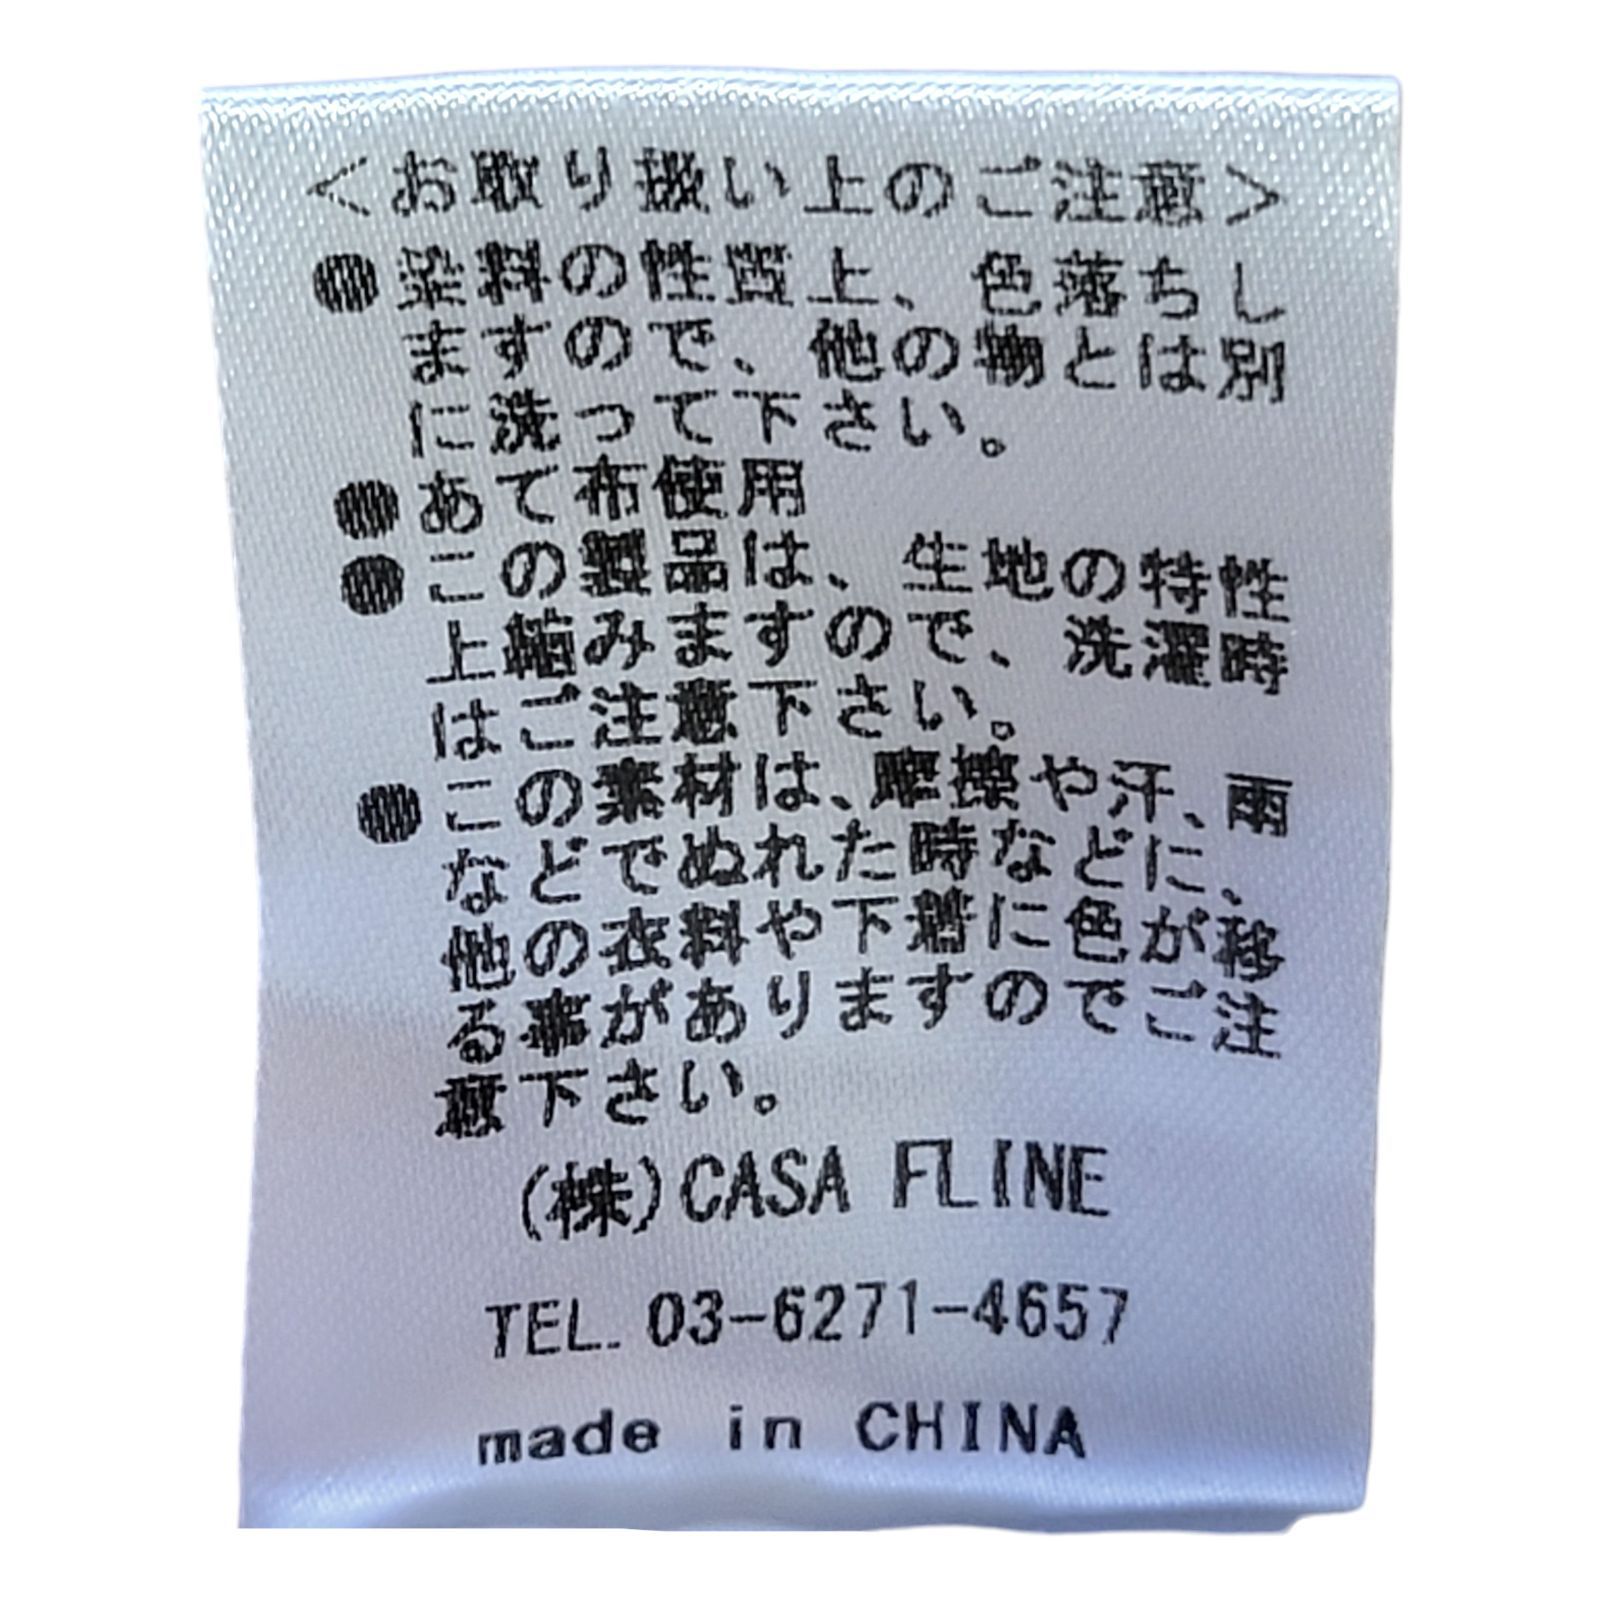 ＜お取り扱い上のご注意＞
●染料の性質上、色落ちし
ますので、他の物とは別
に洗って下さい。
●あて布使用
●この製品は、生地の特性
上縮みますので、洗濯時
はご注意下さい。
●この素材は、摩擦や汗、雨
などでぬれた時などに、
他の衣料や下着に色が移
る事がありますのでご注
意下さい。
(株)CASA FLINE
TEL. 03-6271-4657
made in CHINA